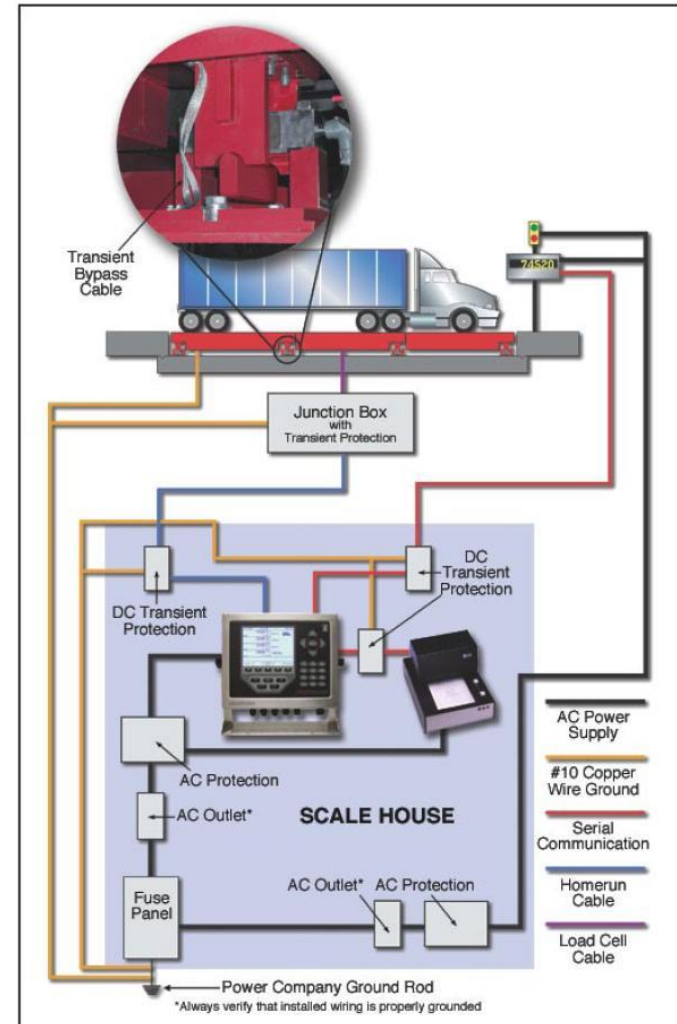 Transient
Bypass
Cable
74520
Junction Box
with
Transient Protection
DC
Transient
Protection
DC Transient
Protection
AC Protection
AC Outlet*
SCALE HOUSE
Fuse
Panel
AC Outlet*
AC Protection
AC Power
Supply
#10 Copper
Wire Ground
Serial
Communication
Homerun
Cable
Load Cell
Cable
Power Company Ground Rod
*Always verify that installed wiring is properly grounded